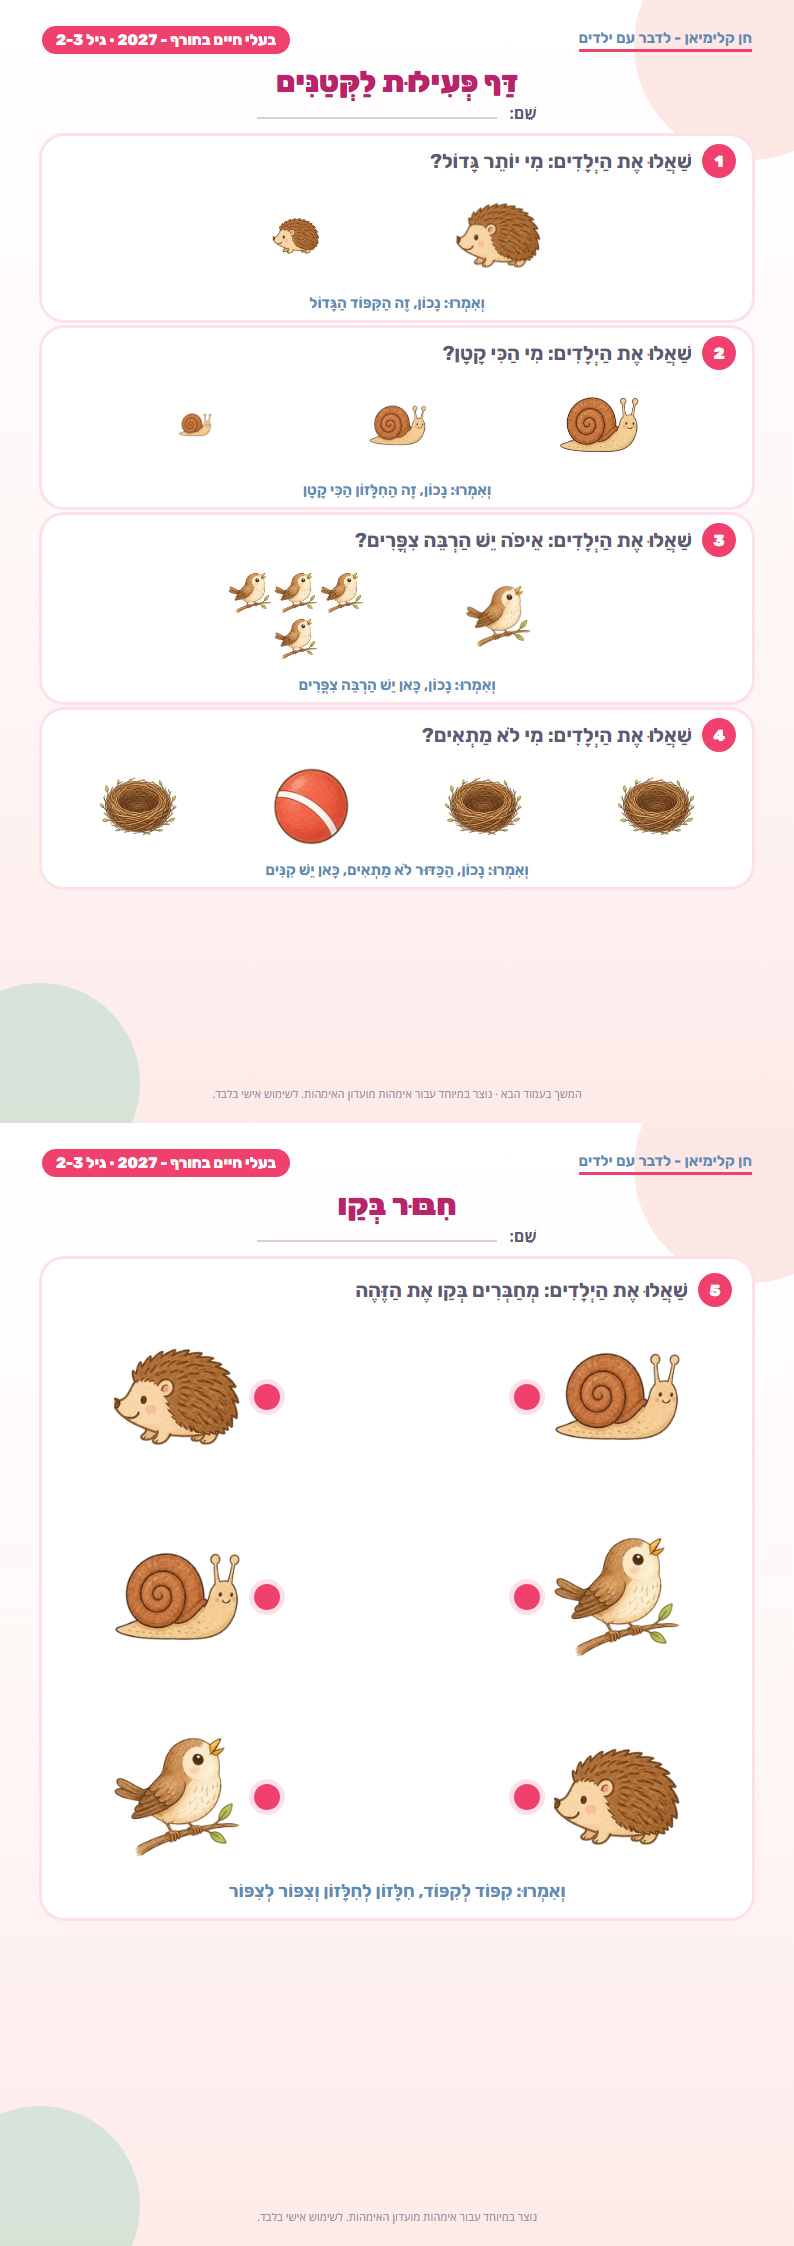 חן קלימיאן - לדבר עם ילדים
בעלי חיים בחורף - 2027 • גיל 2-3
דַּף פְּעִילוּת לַקְּטַנִּים
שֵׁם:
1 שַׁאֲלוּ אֶת הַיְלָדִים: מִי יוֹתֵר גָּדוֹל?
וְאִמְרוּ: נָכוֹן, זֶה הַקִּפּוֹד הַגָּדוֹל
2 שַׁאֲלוּ אֶת הַיְלָדִים: מִי הַכִּי קָטָן?
וְאִמְרוּ: נָכוֹן, זֶה הַחִלָּזוֹן הַכִּי קָטָן
3 שַׁאֲלוּ אֶת הַיְלָדִים: אֵיפֹה יֵשׁ הַרְבֵּה צִפֳּרִים?
וְאִמְרוּ: נָכוֹן, כָּאן יֵשׁ הַרְבֵּה צִפֳּרִים
4 שַׁאֲלוּ אֶת הַיְלָדִים: מִי לֹא מַתְאִים?
וְאִמְרוּ: נָכוֹן, הַכַּדּוּר לֹא מַתְאִים, כָּאן יֵשׁ קִנִּים
המשך בעמוד הבא · נוצר במיוחד עבור אימהות מועדון האימהות. לשימוש אישי בלבד.
חן קלימיאן - לדבר עם ילדים
בעלי חיים בחורף - 2027 • גיל 2-3
חִבּוּר בְּקַו
שֵׁם:
5 שַׁאֲלוּ אֶת הַיְלָדִים: מְחַבְּרִים בְּקַו אֶת הַזֶּהֶה
וְאִמְרוּ: קִפּוֹד לְקִפּוֹד, חִלָּזוֹן לְחִלָּזוֹן וְצִפּוֹר לְצִפּוֹר
נוצר במיוחד עבור אימהות מועדון האימהות. לשימוש אישי בלבד.